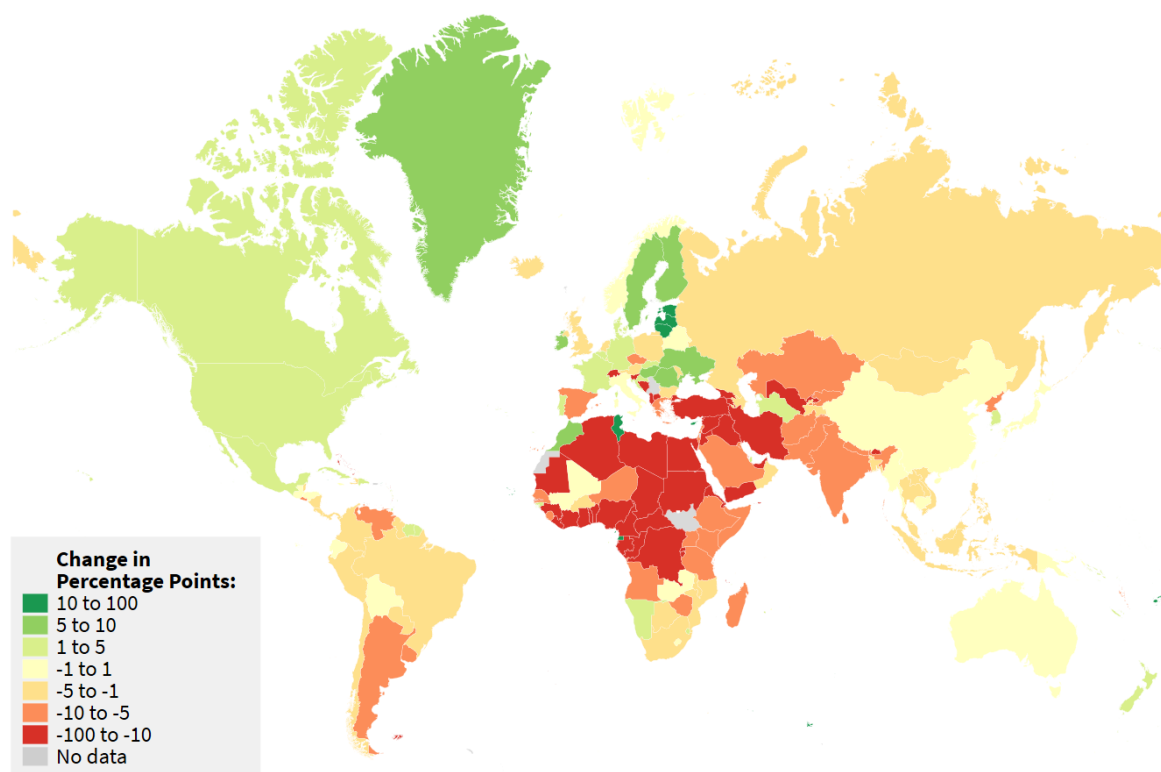 Change in
Percentage Points:
10 to 100
5 to 10
1 to 5
-1 to 1
-5 to -1
-10 to -5
-100 to -10
No data